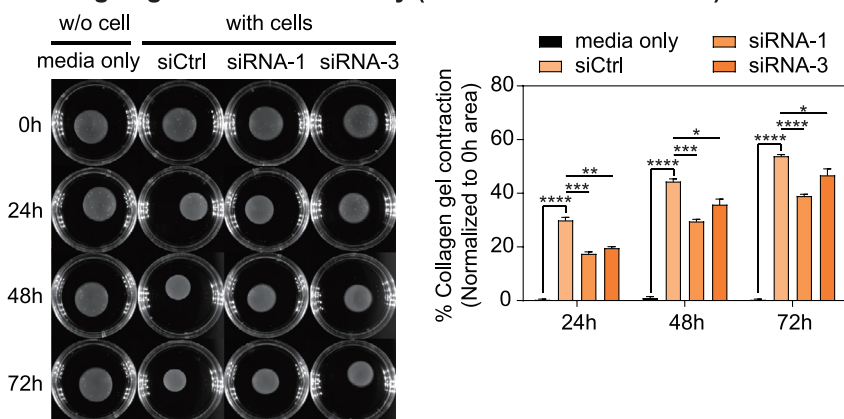 w/o cell with cells
media only siCtrl siRNA-1 siRNA-3
0h
24h
48h
72h
media only siRNA-1
siCtrl siRNA-3
% Collagen gel contraction
(Normalized to 0h area)
80
60
40
20
0
**** *** **
**** *** *
**** **** *
24h 48h 72h